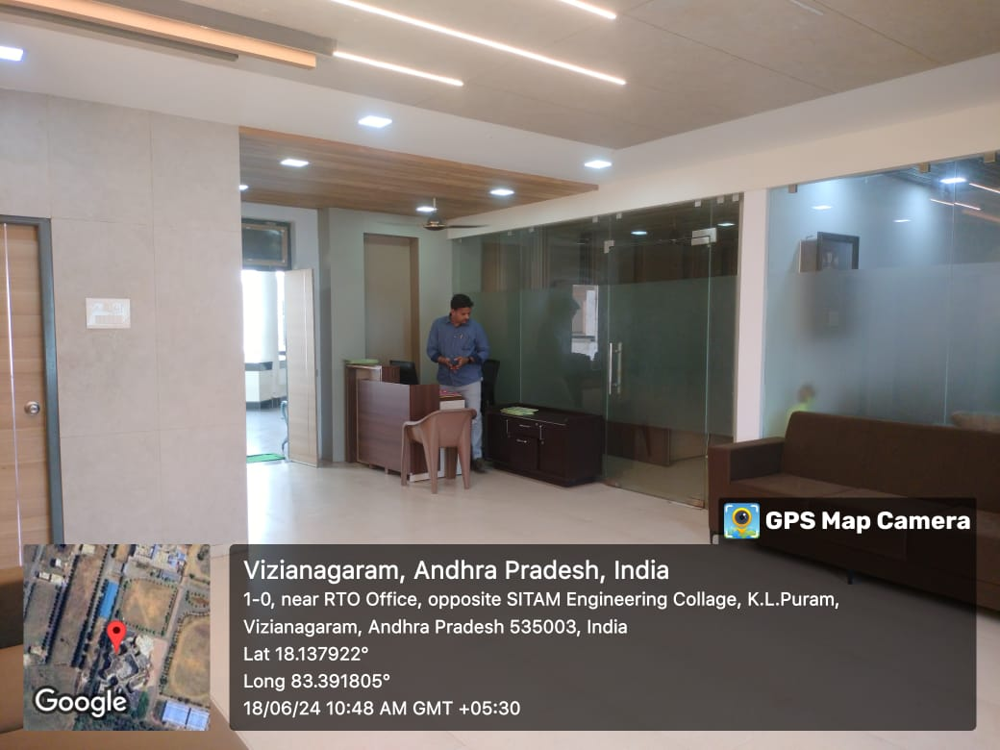 GPS Map Camera
Vizianagaram, Andhra Pradesh, India
1-0, near RTO Office, opposite SITAM Engineering Collage, K.L.Puram,
Vizianagaram, Andhra Pradesh 535003, India
Lat 18.137922°
Long 83.391805°
18/06/24 10:48 AM GMT +05:30
Google